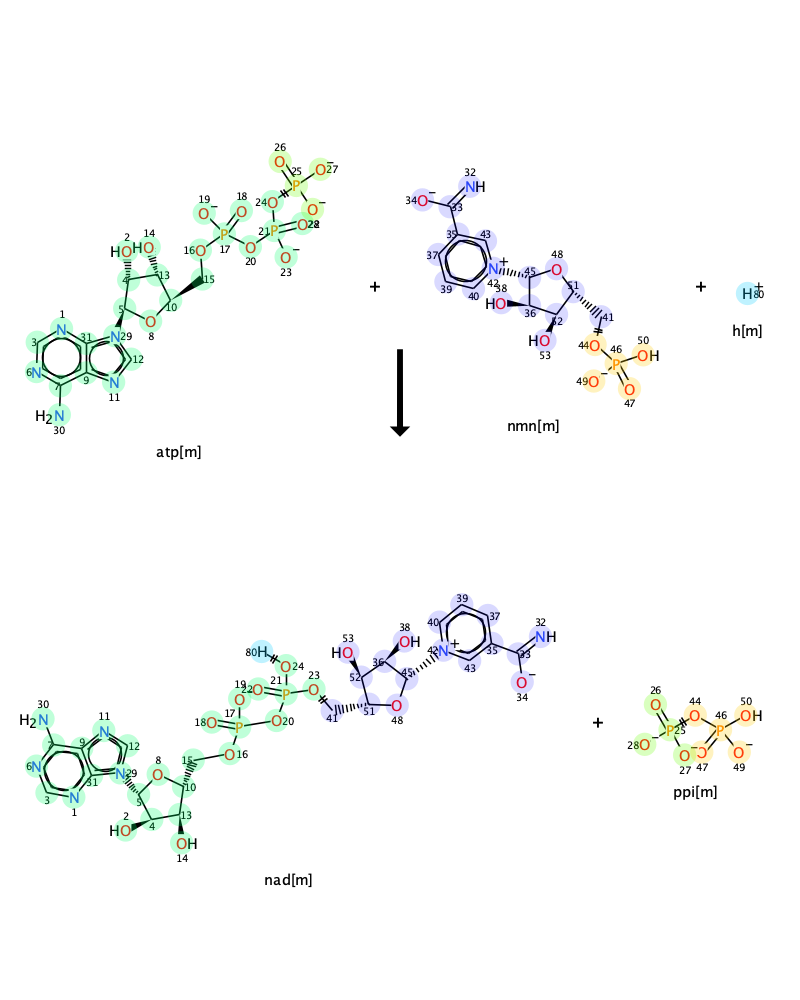 26
25
O
O
27
−
P
19
18
O
−
O
24
O
O
−
2
14
HO
HO
16
O
P
17
O
20
21
P
O
22
28
O
−
23
4
13
15
5
10
O
8
1
N
31
N
29
3
12
6
N
7
9
N
11
H2N
30
atp[m]
+
32
NH
34
O
−
33
35
43
37
N
+
42
39
40
45
48
O
51
38
HO
36
52
41
HO
53
44
O
46
P
50
OH
49
O
−
O
47
nmn[m]
+
H
+
80
h[m]
39
40
37
38
OH
53
HO
N
+
42
35
32
NH
33
43
O
−
34
80
H
O
24
36
45
52
21
23
19
22
O
P
O
O
41
51
O
48
17
18
O
P
O
20
30
H2N
11
N
7
9
12
6
N
N
29
31
3
N
1
15
O
16
8
O
10
5
13
4
2
HO
OH
14
nad[m]
+
26
O
44
O
46
50
OH
28
O
−
P
25
P
O
−
27
O
47
O
−
49
ppi[m]